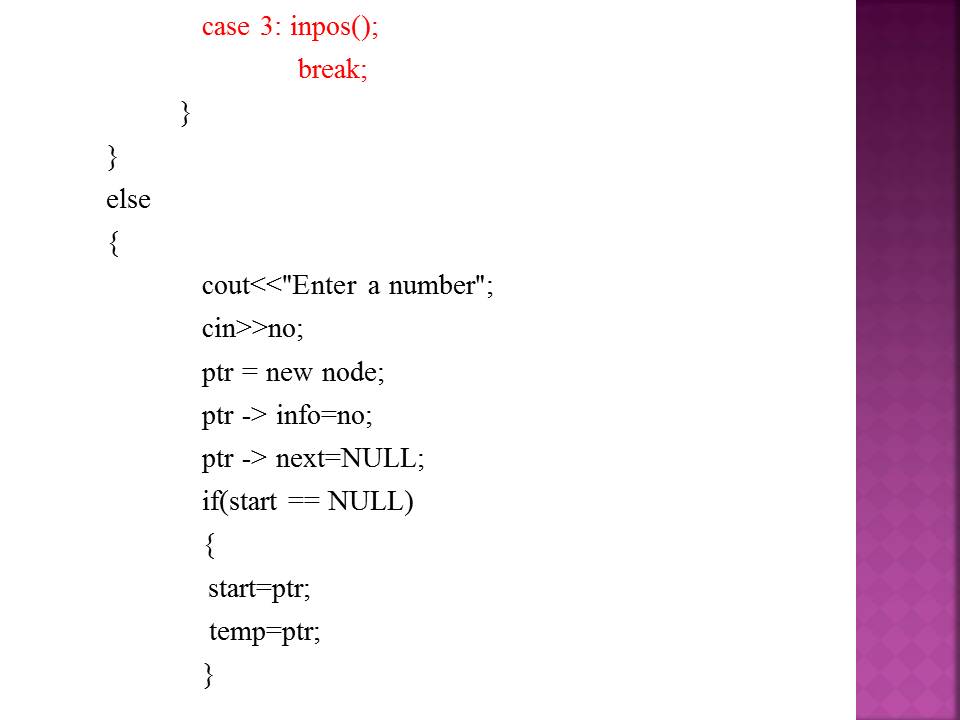 case 3: inpos();
break;
}
}
else
{
cout<<"Enter a number";
cin>>no;
ptr = new node;
ptr -> info=no;
ptr -> next=NULL;
if(start == NULL)
{
start=ptr;
temp=ptr;
}